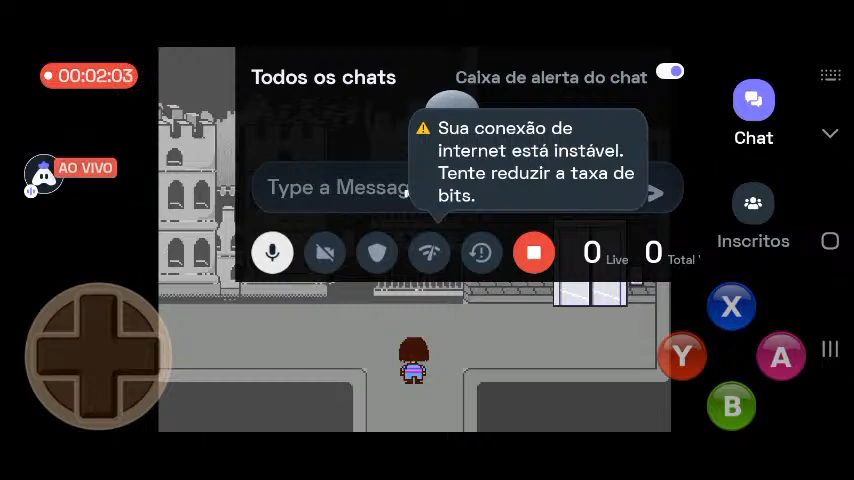 00:02:03
Todos os chats
Caixa de alerta do chat
AO VIVO
Sua conexão de
internet está instável.
Tente reduzir a taxa de
bits.
Type a Messag
Chat
Inscritos
0 Live
0 Total
X
Y
A
B